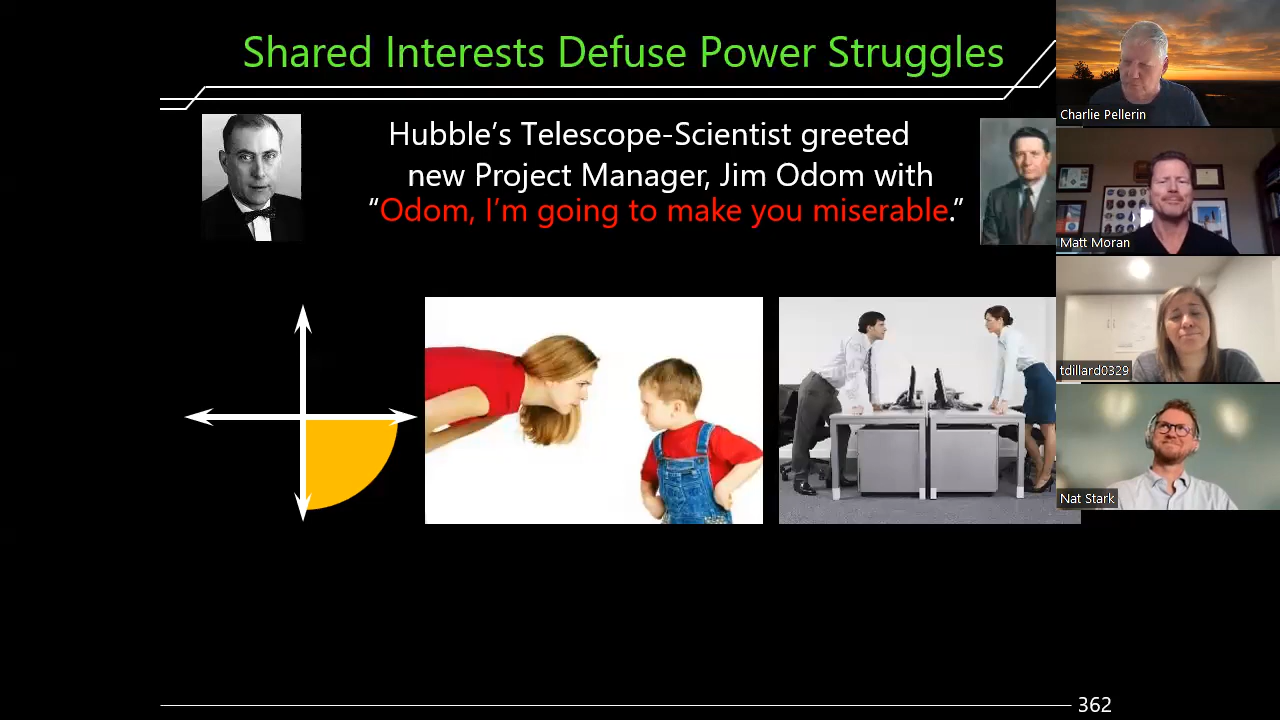 Shared Interests Defuse Power Struggles
Hubble’s Telescope-Scientist greeted
new Project Manager, Jim Odom with
“Odom, I’m going to make you miserable.”
Charlie Pellerin
Matt Moran
tdillard0329
Nat Stark
362